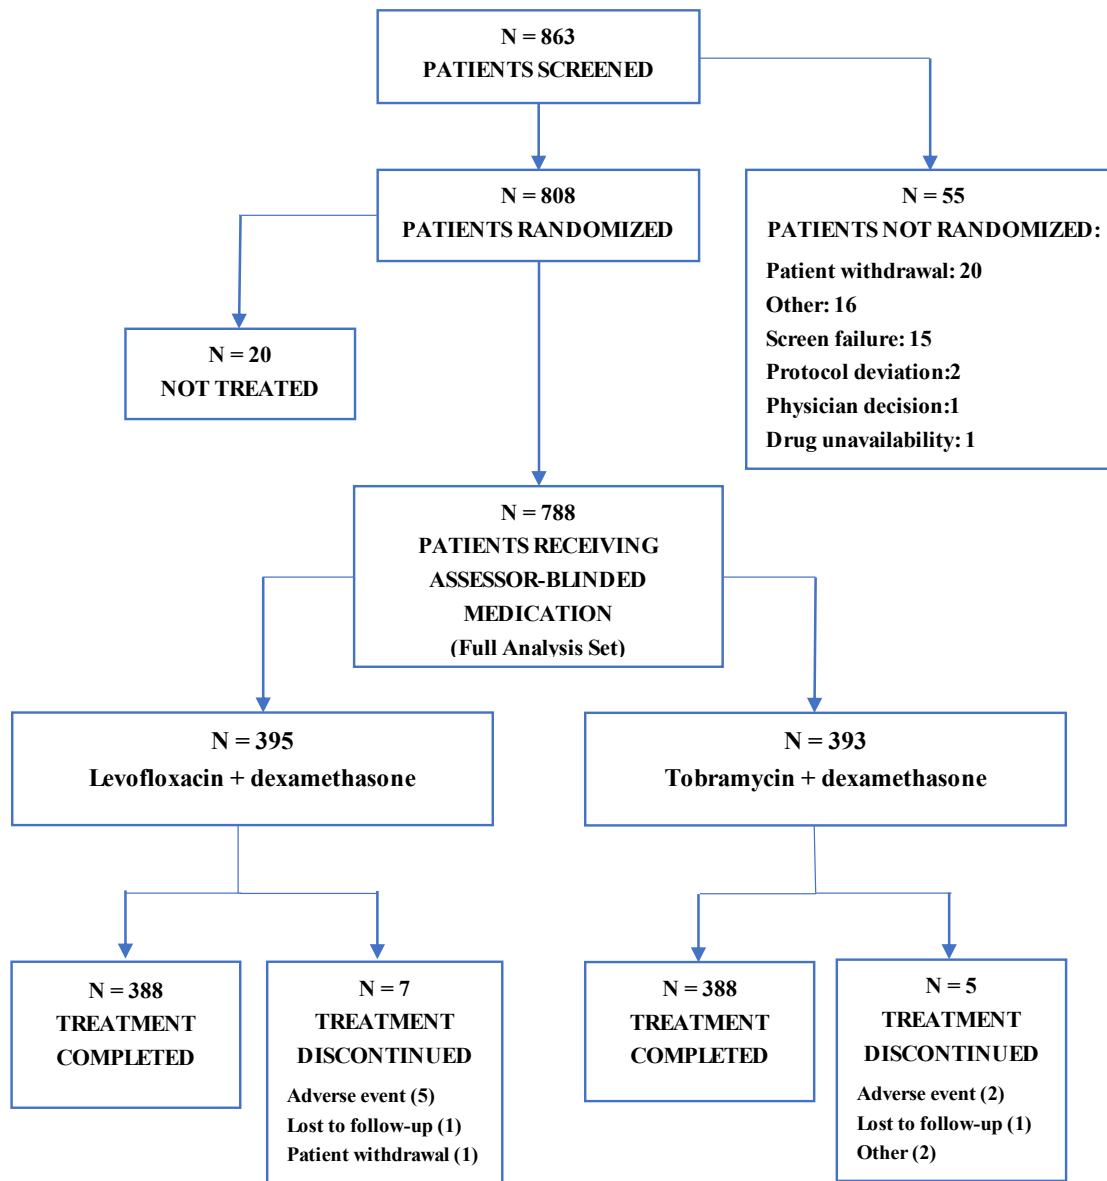 N = 863
PATIENTS SCREENED
N = 808
PATIENTS RANDOMIZED
N = 55
PATIENTS NOT RANDOMIZED:
Patient withdrawal: 20
Other: 16
Screen failure: 15
Protocol deviation:2
Physician decision:1
Drug unavailability: 1
N = 20
NOT TREATED
N = 788
PATIENTS RECEIVING
ASSESSOR-BLINDED
MEDICATION
(Full Analysis Set)
N = 395
Levofloxacin + dexamethasone
N = 393
Tobramycin + dexamethasone
N = 388
TREATMENT
COMPLETED
N = 7
TREATMENT
DISCONTINUED
Adverse event (5)
Lost to follow-up (1)
Patient withdrawal (1)
N = 388
TREATMENT
COMPLETED
N = 5
TREATMENT
DISCONTINUED
Adverse event (2)
Lost to follow-up (1)
Other (2)